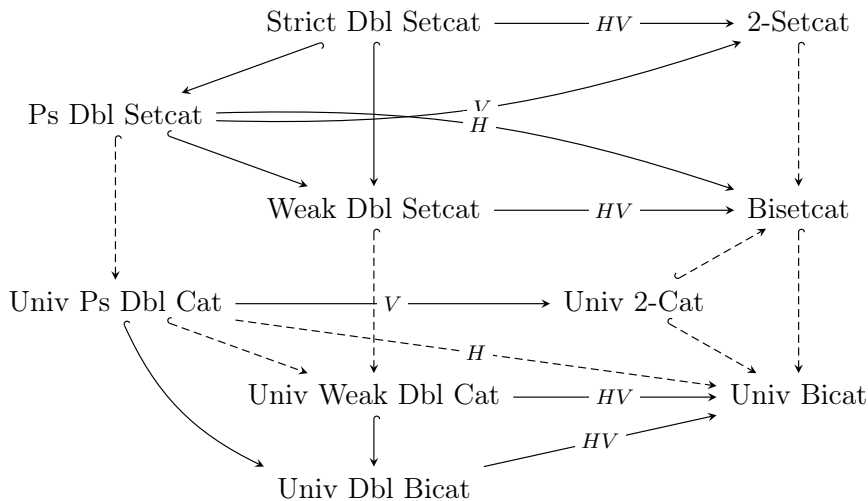 Strict Dbl Setcat HV 2-Setcat
Ps Dbl Setcat V
H
Weak Dbl Setcat HV Bisetcat
Univ Ps Dbl Cat V Univ 2-Cat
H
Univ Weak Dbl Cat HV Univ Bicat
HV
Univ Dbl Bicat